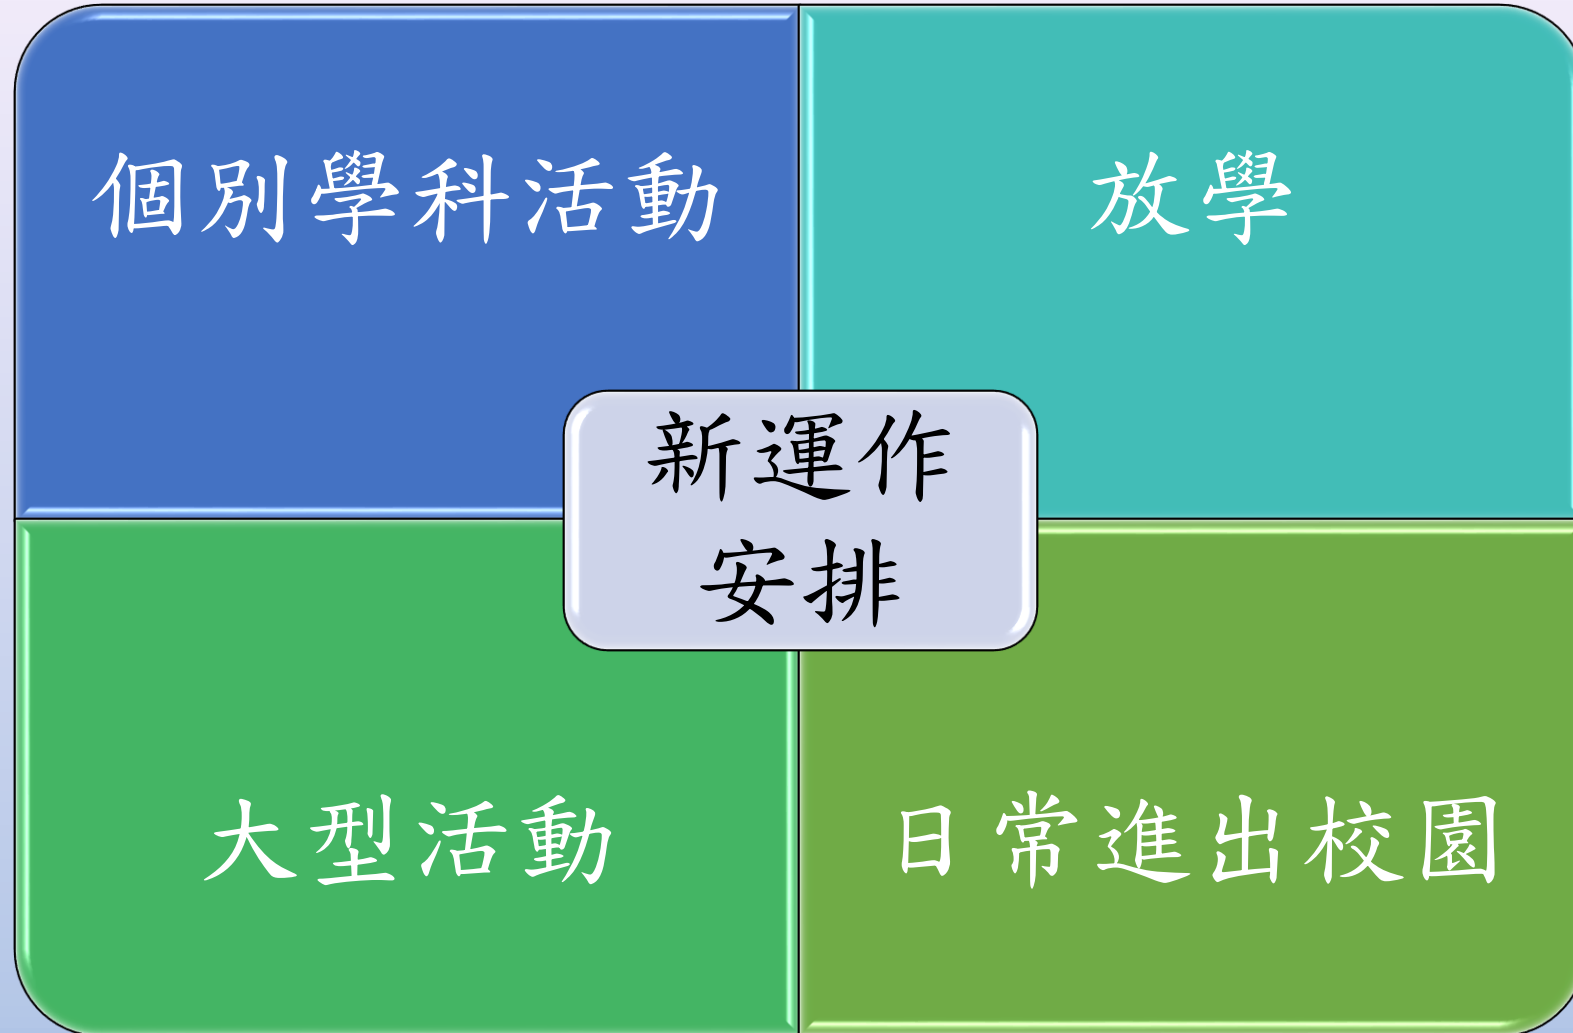 個別學科活動
放學
新運作
安排
大型活動
日常進出校園